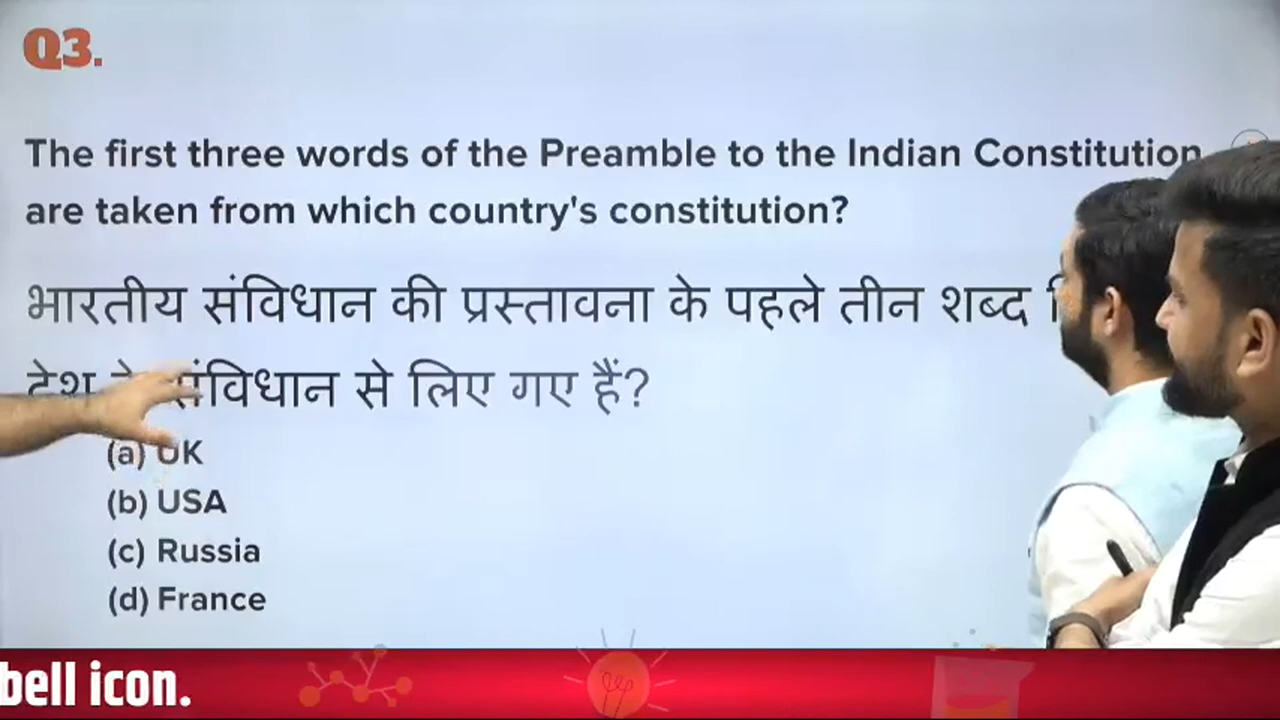 Q3.
The first three words of the Preamble to the Indian Constitution
are taken from which country's constitution?
भारतीय संविधान की प्रस्तावना के पहले तीन शब्द
संविधान से लिए गए हैं?
(a) UK
(b) USA
(c) Russia
(d) France
bell icon.